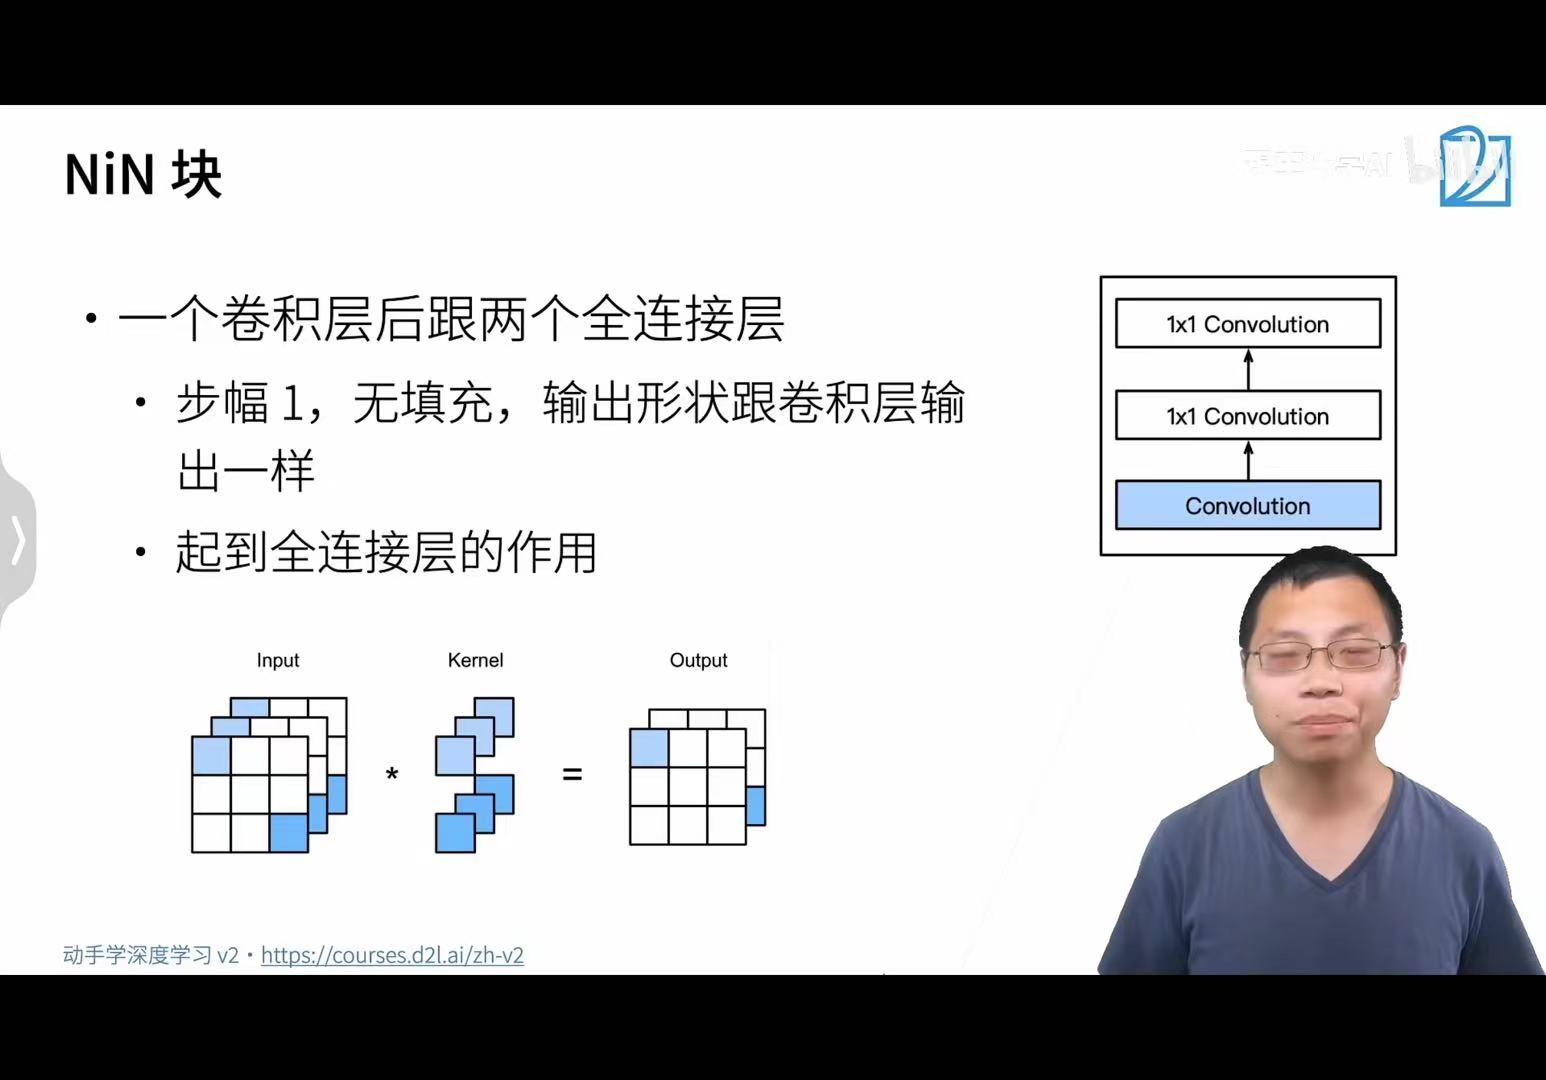 NiN 块
• 一个卷积层后跟两个全连接层
• 步幅 1，无填充，输出形状跟卷积层输
出一样
• 起到全连接层的作用
1x1 Convolution
1x1 Convolution
Convolution
Input
Kernel
Output
*
=
动手学深度学习 v2 • https://courses.d2l.ai/zh-v2